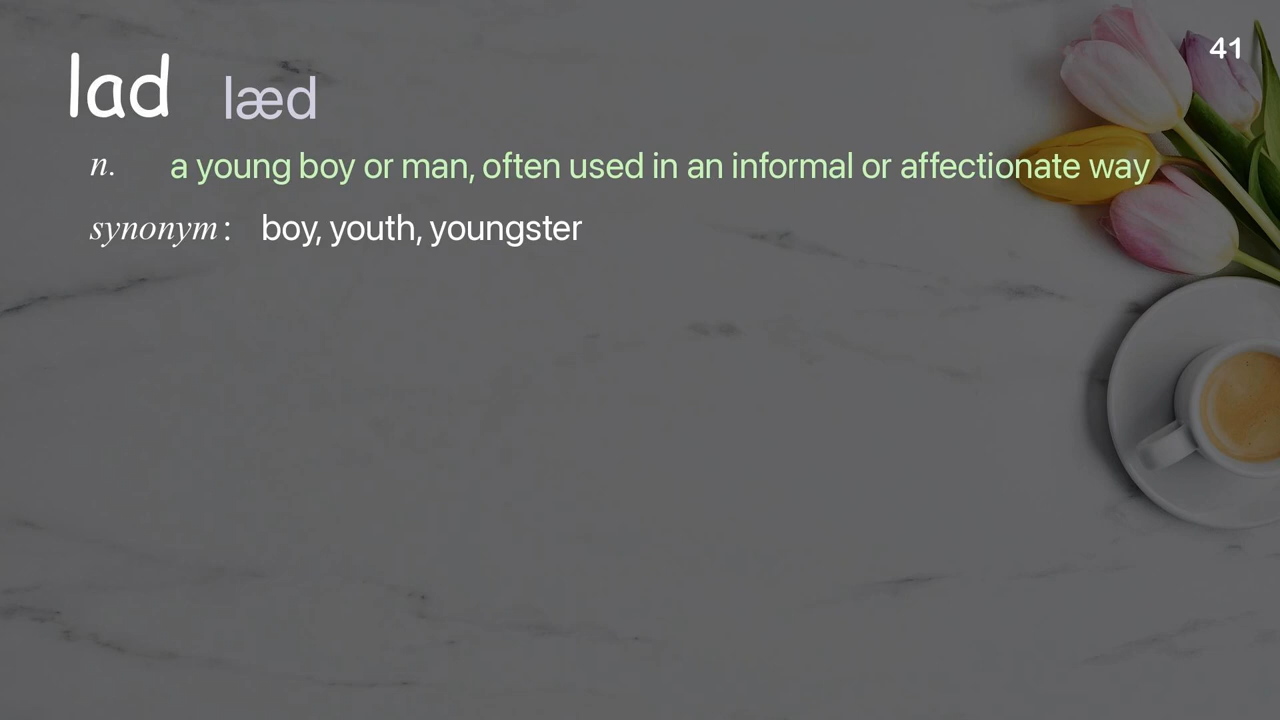 41
lad læd
n. a young boy or man, often used in an informal or affectionate way
synonym: boy, youth, youngster